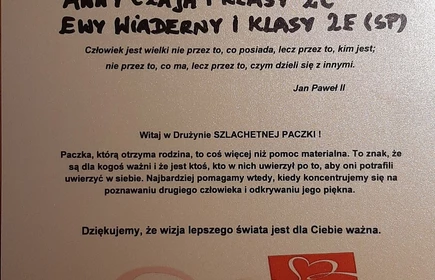 ANNY CZAJA I KLASY 2C
EWY WIADERNY I KLASY 2E (SP)
Człowiek jest wielki nie przez to, co posiada, lecz przez to, kim jest;
nie przez to, co ma, lecz przez to, czym dzieli się z innymi.
Jan Paweł II
Witaj w Drużynie SZLACHETNEJ PACZKI !
Paczka, którą otrzyma rodzina, to coś więcej niż pomoc materialna. To znak, że
są dla kogoś ważni i że jest ktoś, kto w nich uwierzył po to, aby oni potrafili
uwierzyć w siebie. Najbardziej pomagamy wtedy, kiedy koncentrujemy się na
poznawaniu drugiego człowieka i odkrywaniu jego piękna.
Dziękujemy, że wizja lepszego świata jest dla Ciebie ważna.